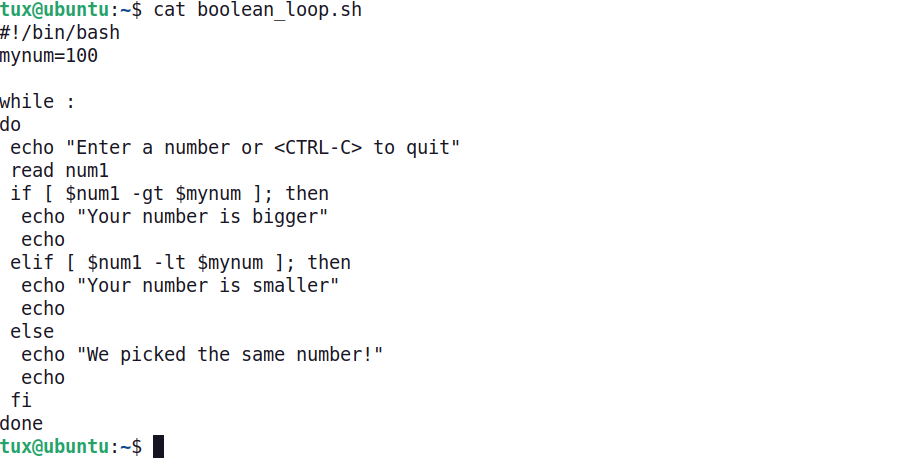 tux@ubuntu:~$ cat boolean_loop.sh
#!/bin/bash
mynum=100

while :
do
 echo "Enter a number or <CTRL-C> to quit"
 read num1
 if [ $num1 -gt $mynum ]; then
  echo "Your number is bigger"
  echo
 elif [ $num1 -lt $mynum ]; then
  echo "Your number is smaller"
  echo
 else
  echo "We picked the same number!"
  echo
 fi
done
tux@ubuntu:~$